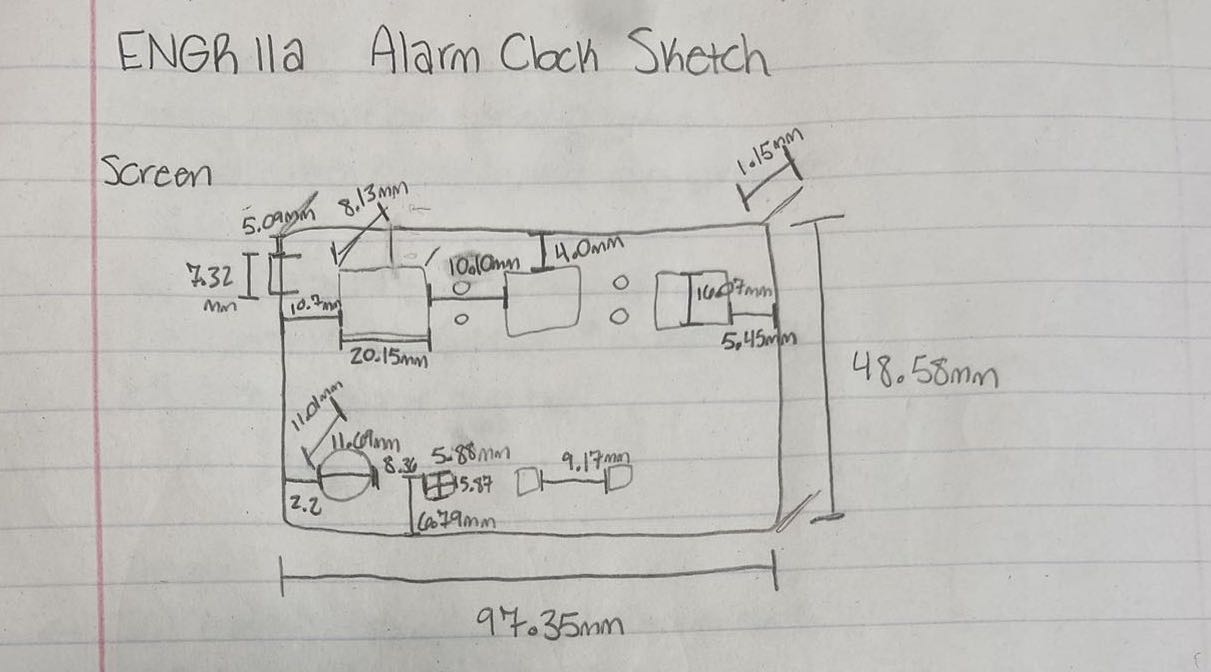 ENGR 11a Alarm Clock Sketch
Screen
1.15mm
5.09mm
8.13mm
7.32
mm
10.10mm
4.0mm
10.7mm
16.07mm
5.45mm
20.15mm
48.58mm
11.01mm
11.69mm
8.36
5.88mm
5.87
9.17mm
2.2
6.79mm
97.35mm